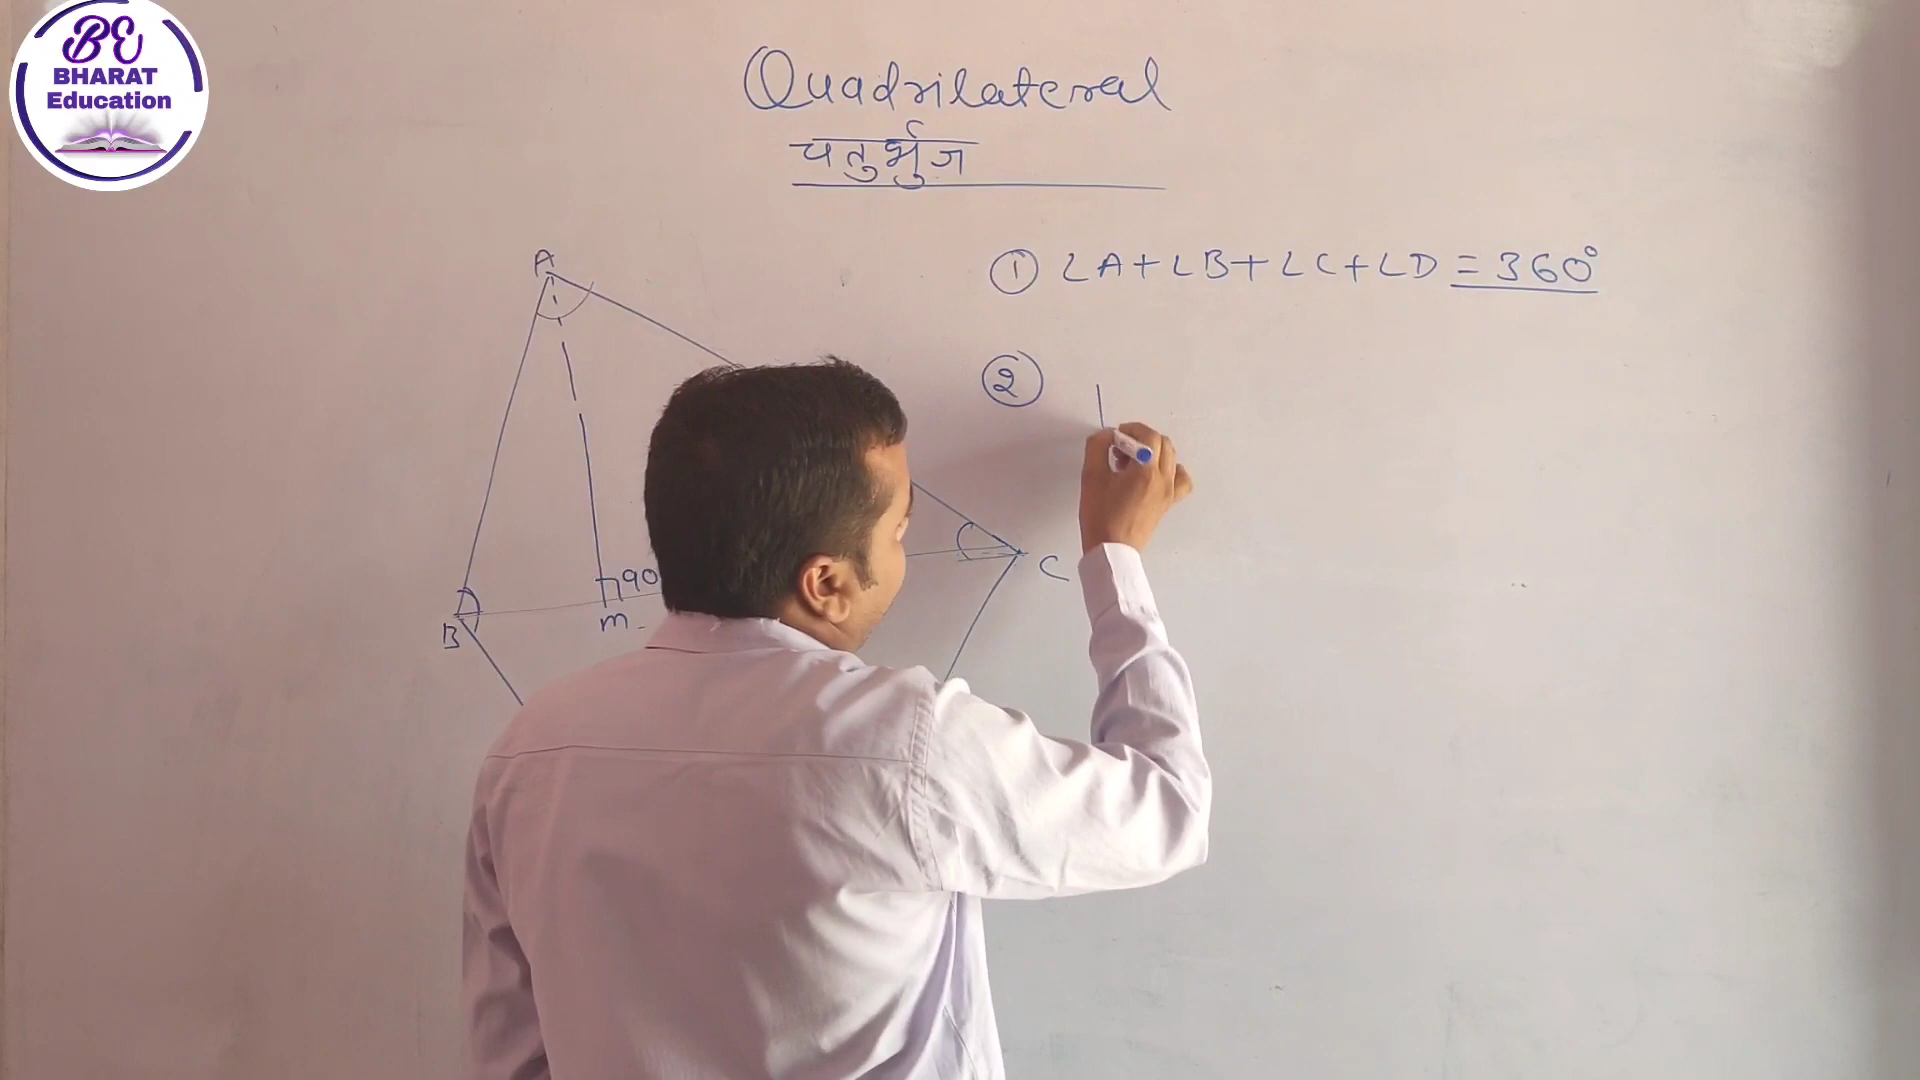 BE
BHARAT
Education
Quadrilateral
चतुर्भुज
A
① ∠A+∠B+∠C+∠D = 360°
②
90
C
B
m